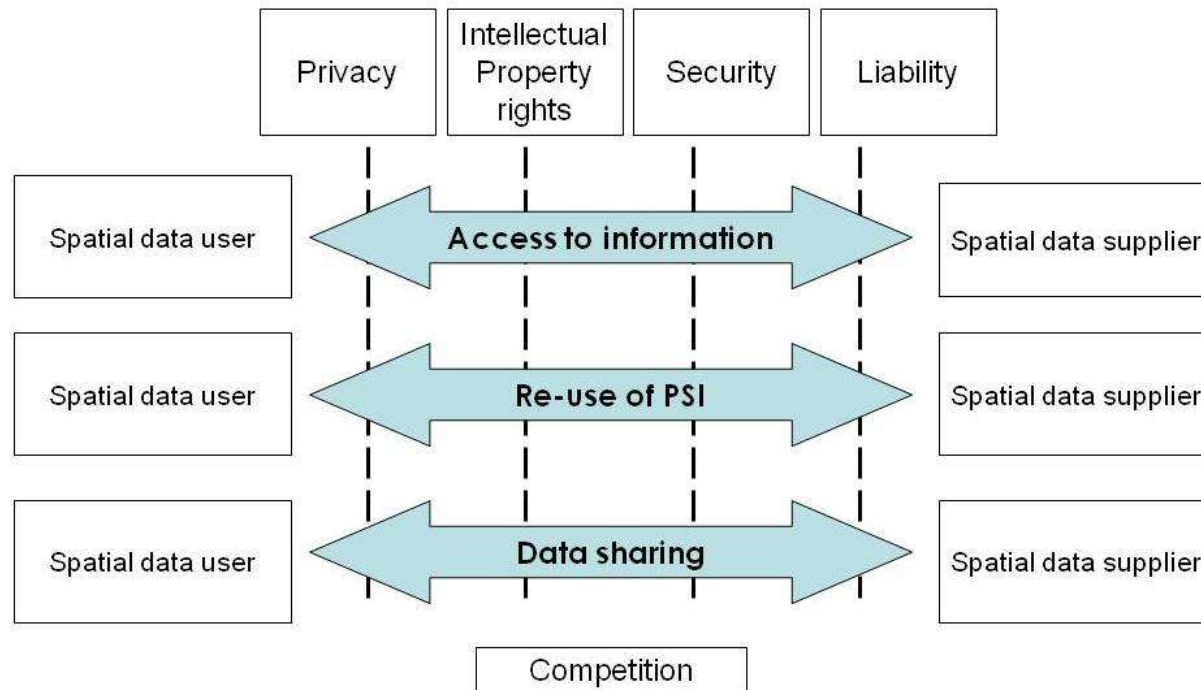 Privacy
Intellectual
Property
rights
Security
Liability
Spatial data user
Access to information
Spatial data supplier
Spatial data user
Re-use of PSI
Spatial data supplier
Spatial data user
Data sharing
Spatial data supplier
Competition